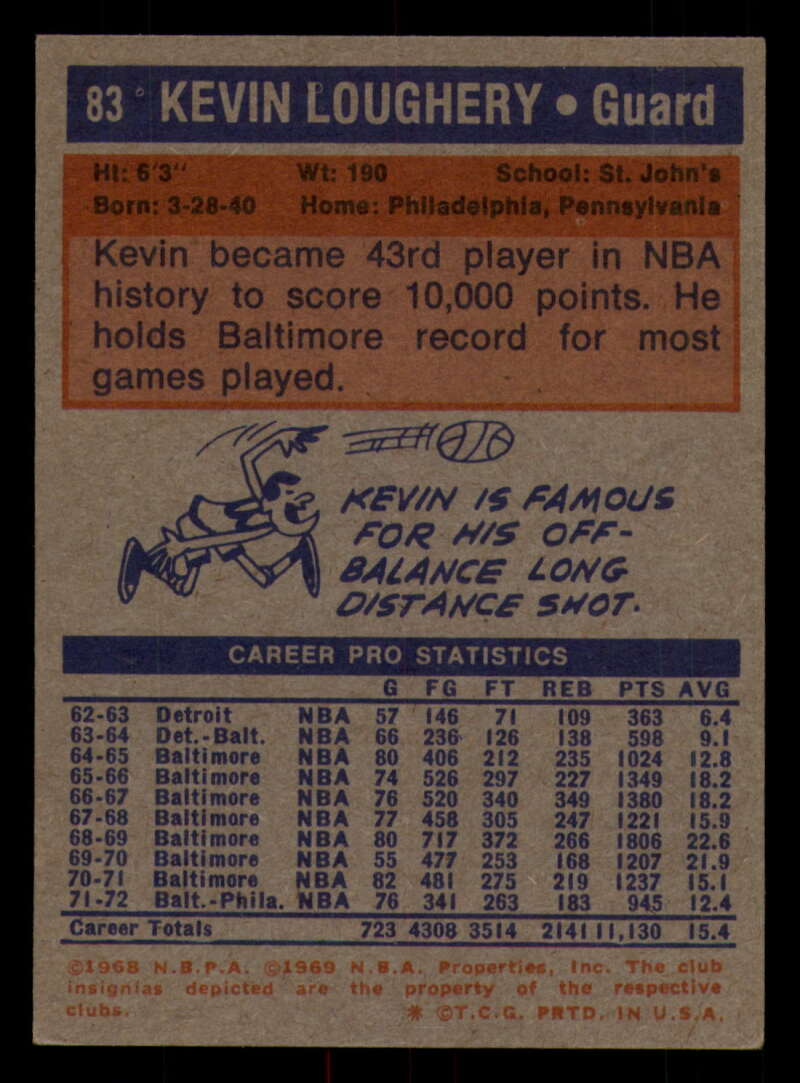 83 KEVIN LOUGHERY • Guard
Ht: 6'3" Wt: 190 School: St. John's
Born: 3-28-40 Home: Philadelphia, Pennsylvania
Kevin became 43rd player in NBA
history to score 10,000 points. He
holds Baltimore record for most
games played.
KEVIN IS FAMOUS
FOR HIS OFF-
BALANCE LONG
DISTANCE SHOT.
CAREER PRO STATISTICS
G FG FT REB PTS AVG
62-63 Detroit NBA 57 146 71 109 363 6.4
63-64 Det.-Balt. NBA 66 236 126 138 598 9.1
64-65 Baltimore NBA 80 406 212 235 1024 12.8
65-66 Baltimore NBA 74 526 297 227 1349 18.2
66-67 Baltimore NBA 76 520 340 349 1380 18.2
67-68 Baltimore NBA 77 458 305 247 1221 15.9
68-69 Baltimore NBA 80 717 372 266 1806 22.6
69-70 Baltimore NBA 55 477 253 168 1207 21.9
70-71 Baltimore NBA 82 481 275 219 1237 15.1
71-72 Balt.-Phila. NBA 76 341 263 183 945 12.4
Career Totals 723 4308 3514 2141 11,130 15.4
©1968 N.B.P.A. ©1969 N.B.A. Properties, Inc. The club
insignias depicted are the property of the respective
clubs. * ©T.C.G. PRTD. IN U.S.A.